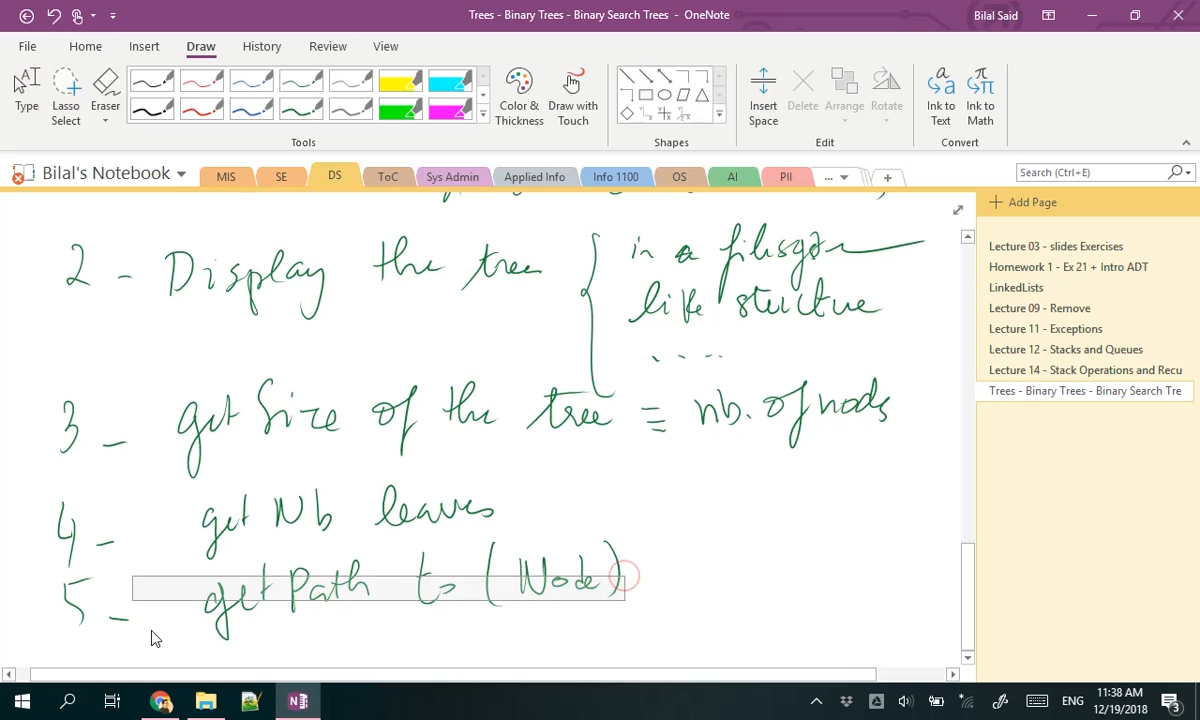 Trees - Binary Trees - Binary Search Trees - OneNote
Bilal Said
File Home Insert Draw History Review View
Type
Lasso Select
Eraser
Color & Thickness
Draw with Touch
Insert Space
Delete
Arrange
Rotate
Ink to Text
Ink to Math
Tools Shapes Edit Convert
Bilal's Notebook
MIS SE DS ToC Sys Admin Applied Info Info 1100 OS AI PII ... +
Search (Ctrl+E)
Add Page
Lecture 03 - slides Exercises
Homework 1 - Ex 21 + Intro ADT
LinkedLists
Lecture 09 - Remove
Lecture 11 - Exceptions
Lecture 12 - Stacks and Queues
Lecture 14 - Stack Operations and Recu
Trees - Binary Trees - Binary Search Tre
2 - Display the tree { in a
like structure
.....
3 - get Size of the tree = nb. of nods
4 - get Nb leaves
5 - get Path to (Node)
ENG
11:38 AM
12/19/2018
3